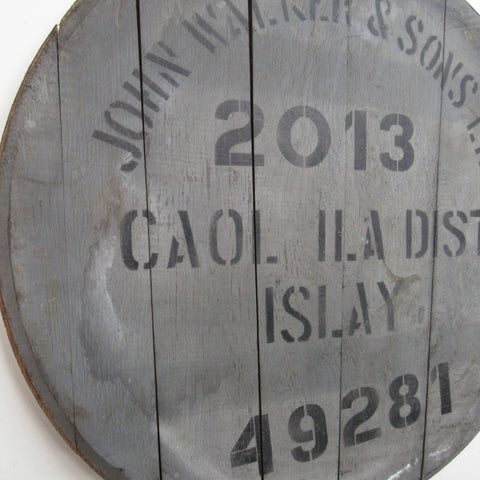 JOHN WALKER & SONS
2013
CAOL ILA DIST
ISLAY
49281